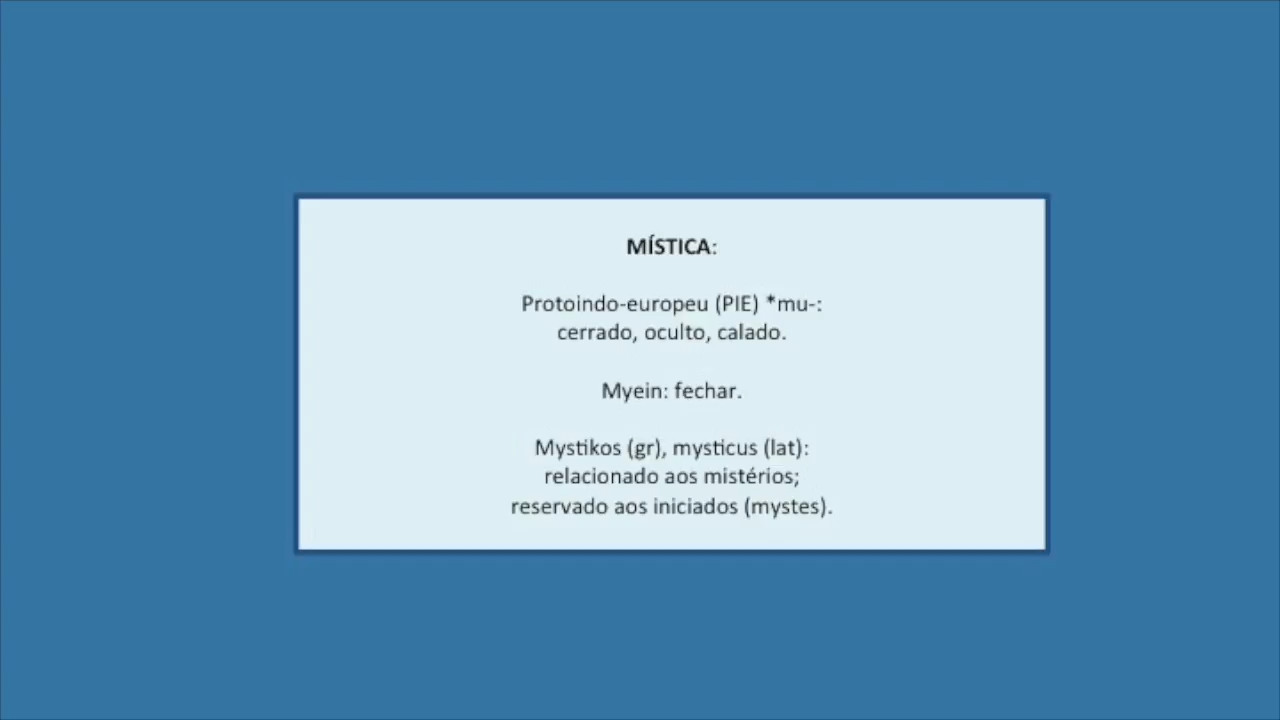 MÍSTICA:
Protoindo-europeu (PIE) *mu-:
cerrado, oculto, calado.
Myein: fechar.
Mystikos (gr), mysticus (lat):
relacionado aos mistérios;
reservado aos iniciados (mystes).